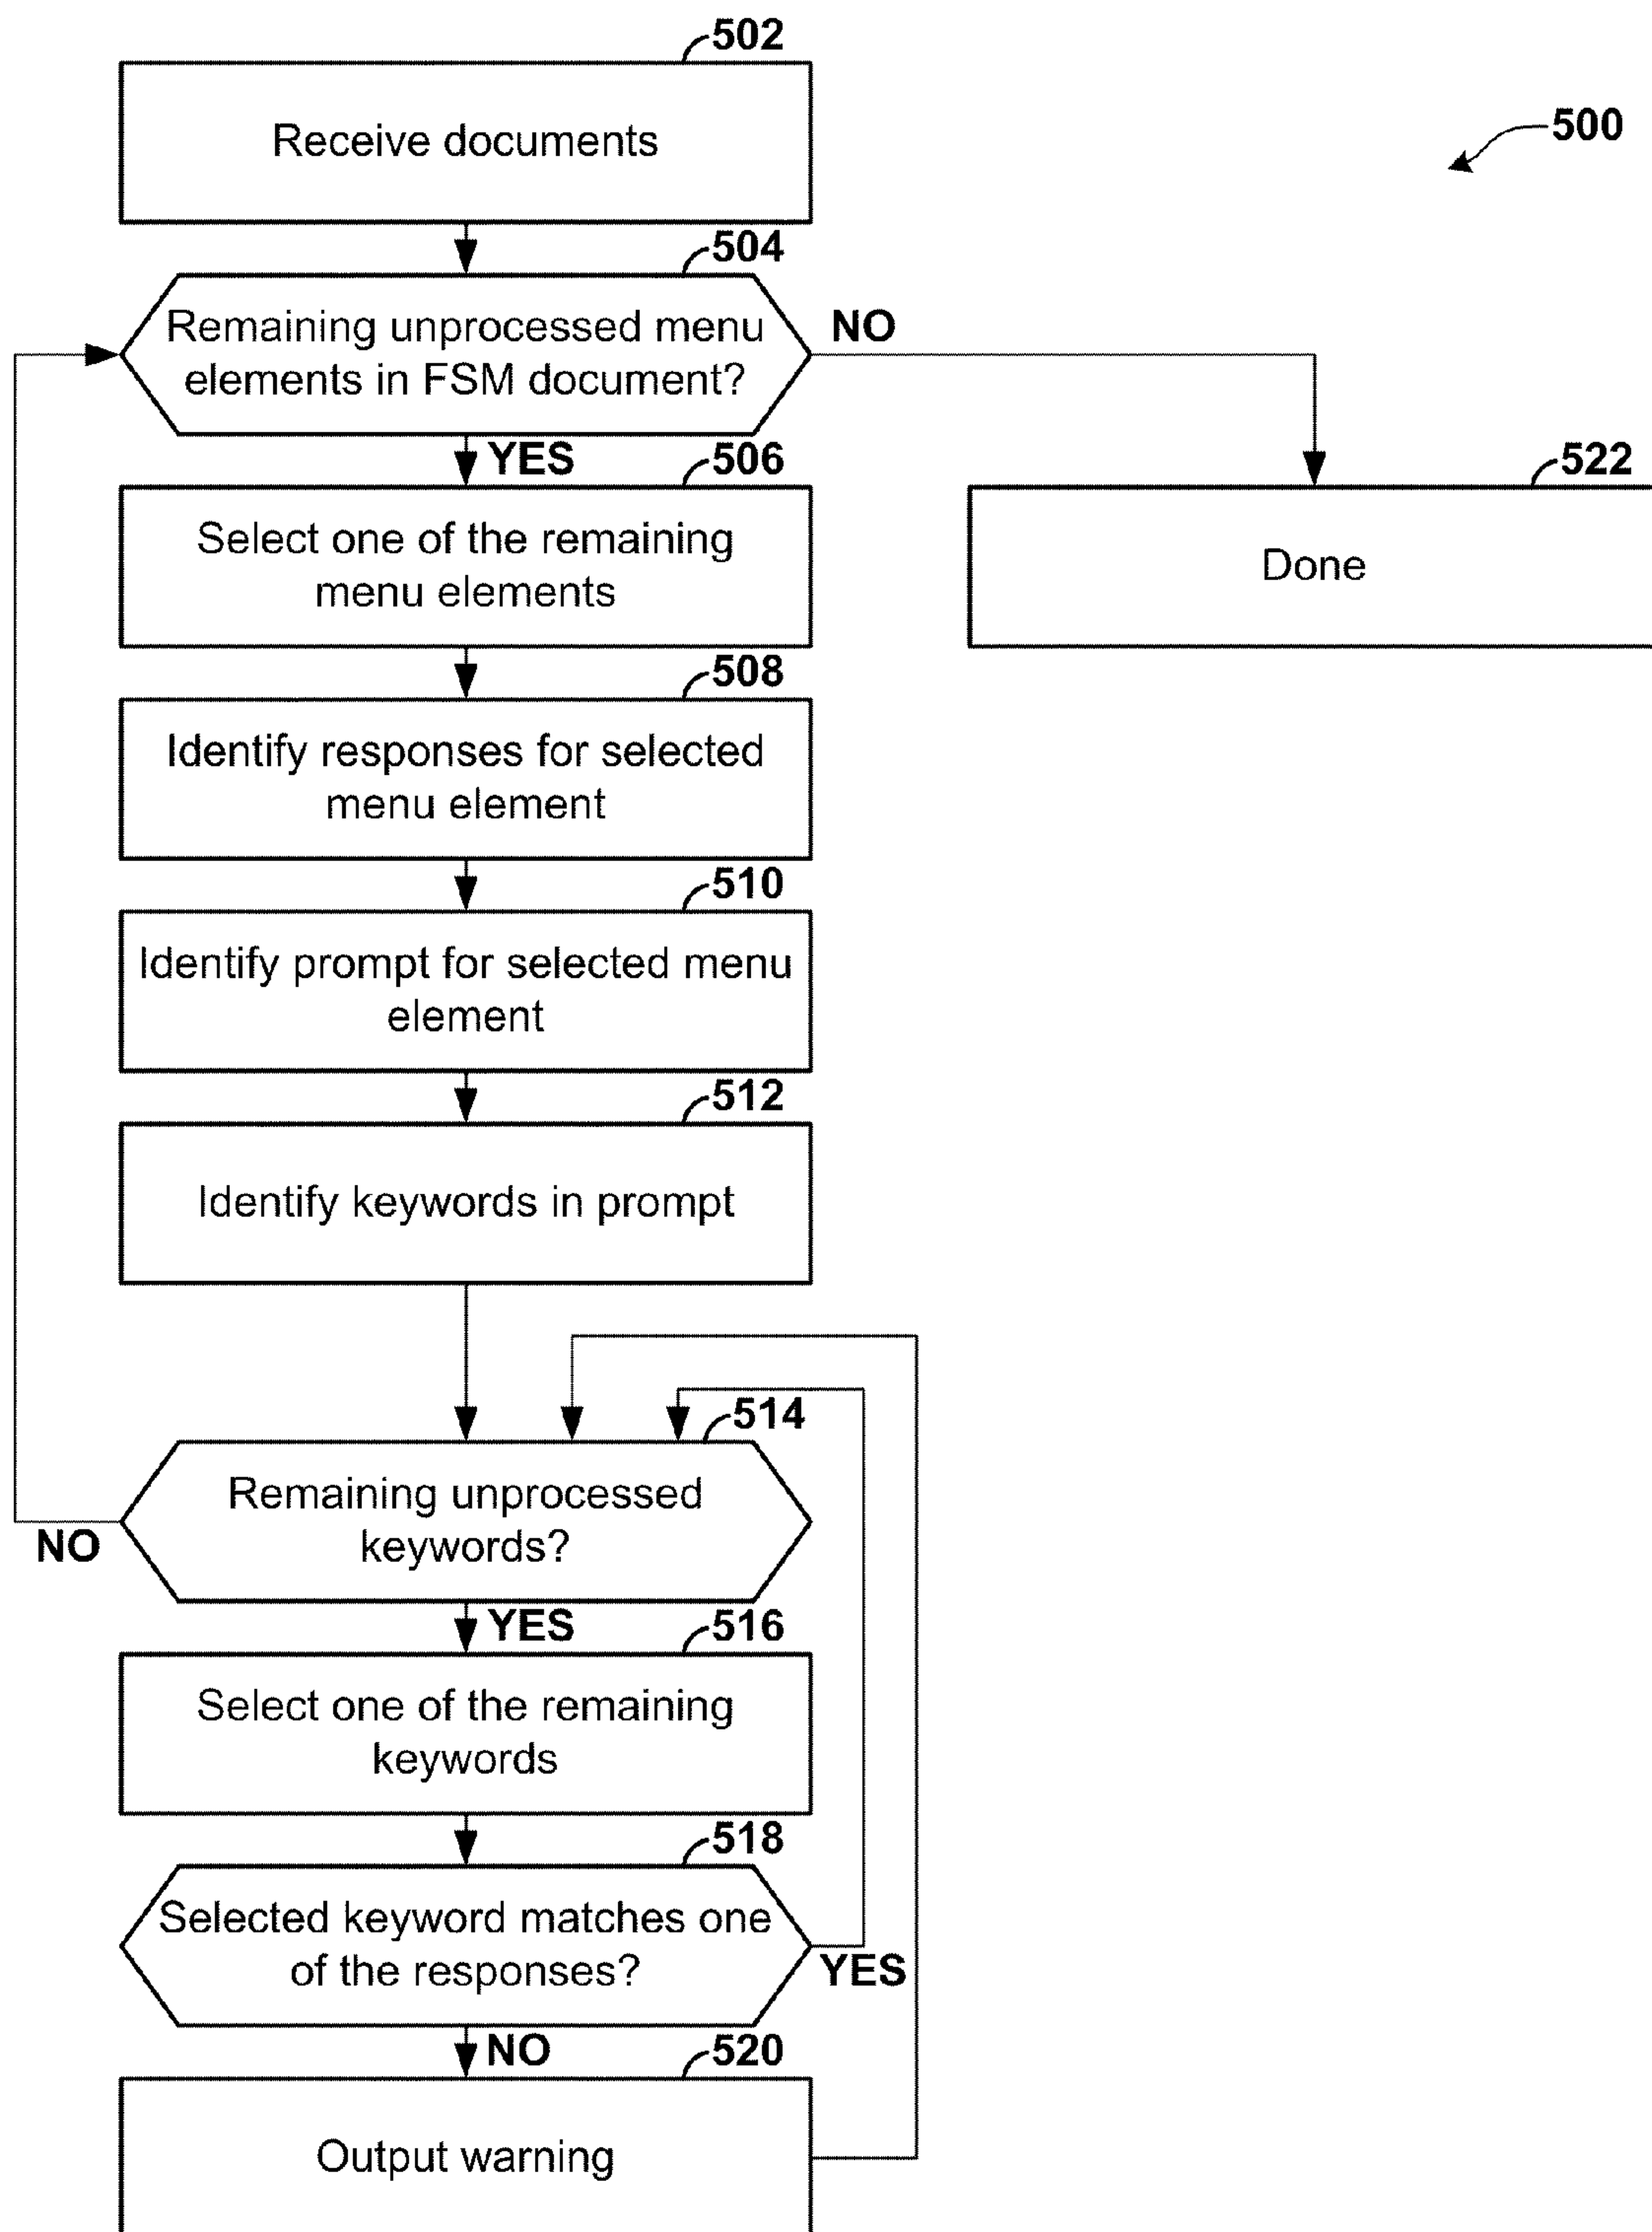 502
Receive documents
500
504
Remaining unprocessed menu
elements in FSM document?
NO
YES
506
Select one of the remaining
menu elements
522
Done
508
Identify responses for selected
menu element
510
Identify prompt for selected menu
element
512
Identify keywords in prompt
514
Remaining unprocessed
keywords?
NO
YES
516
Select one of the remaining
keywords
518
Selected keyword matches one
of the responses?
YES
NO
520
Output warning